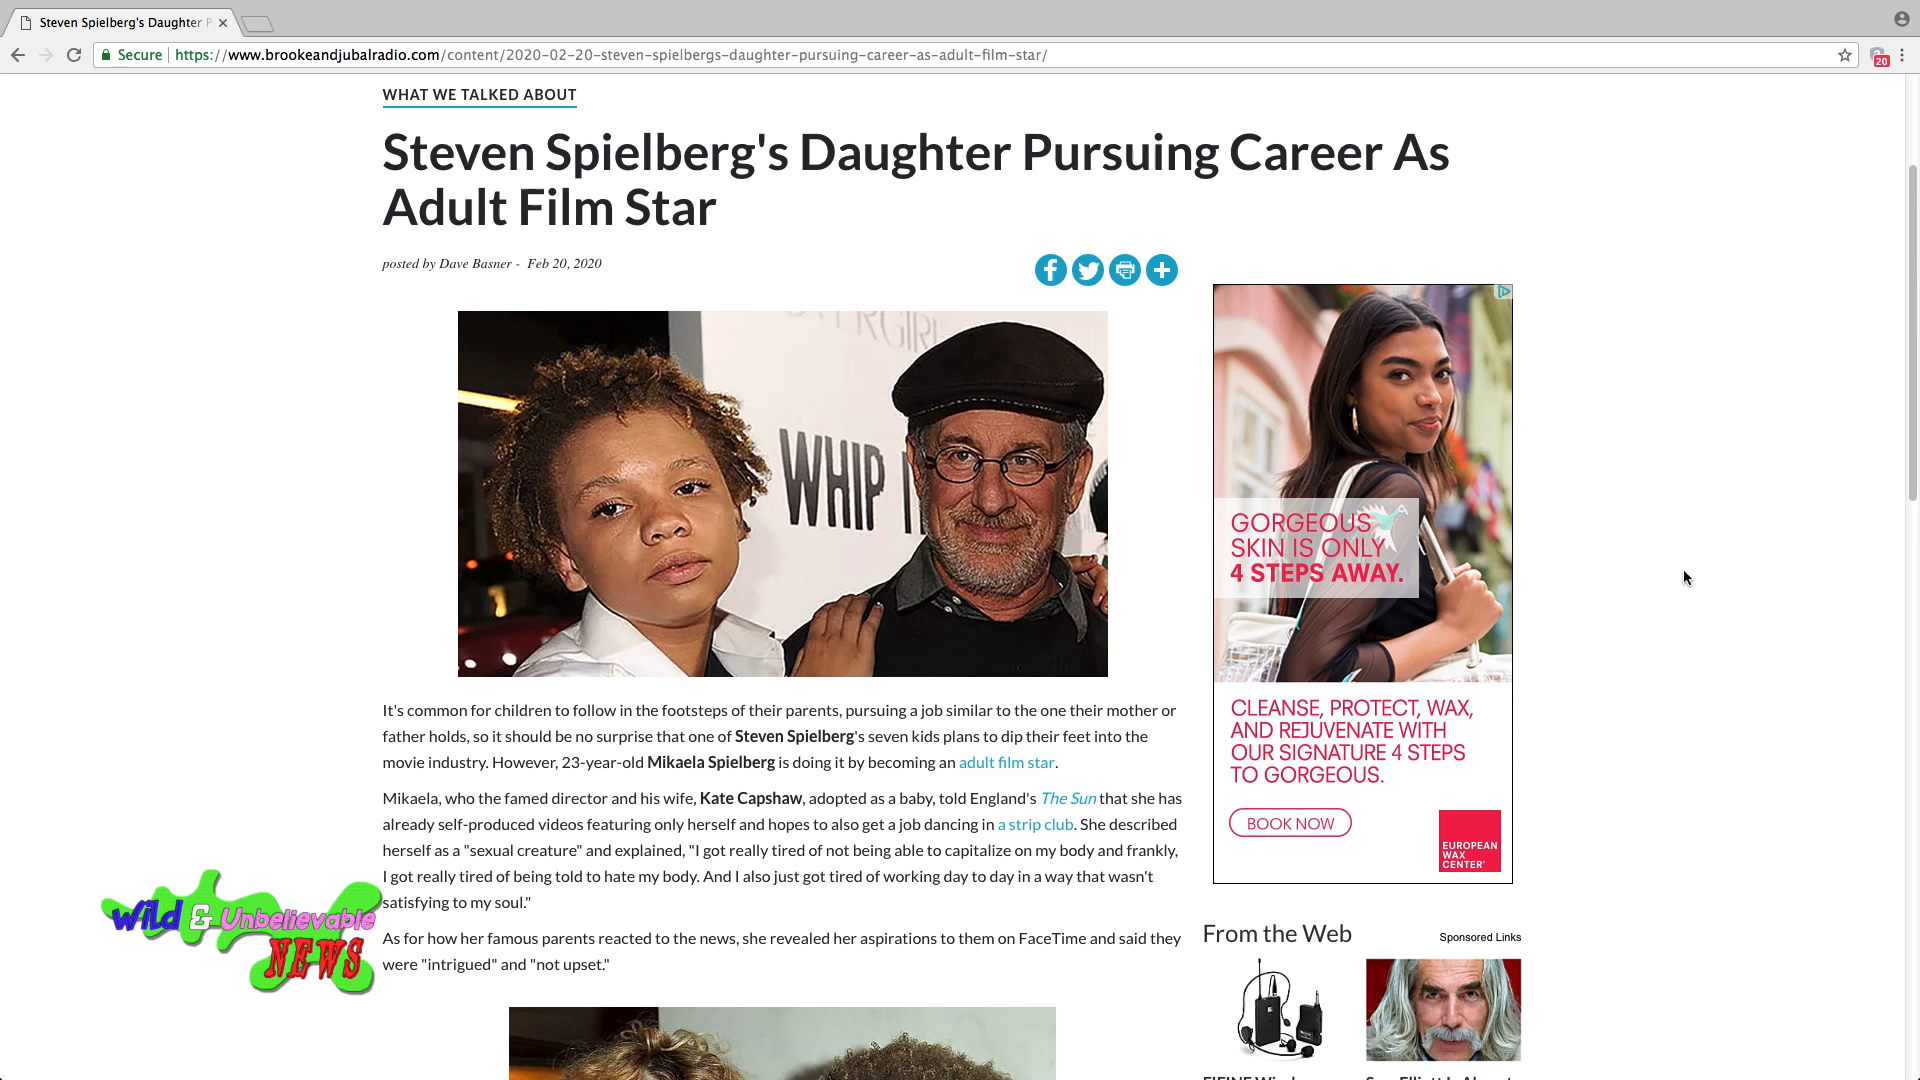 Steven Spielberg's Daughter P
Secure https://www.brookeandjubalradio.com/content/2020-02-20-steven-spielbergs-daughter-pursuing-career-as-adult-film-star/
20
WHAT WE TALKED ABOUT
Steven Spielberg's Daughter Pursuing Career As
Adult Film Star
posted by Dave Basner - Feb 20, 2020
WHIP I
It's common for children to follow in the footsteps of their parents, pursuing a job similar to the one their mother or
father holds, so it should be no surprise that one of Steven Spielberg's seven kids plans to dip their feet into the
movie industry. However, 23-year-old Mikaela Spielberg is doing it by becoming an adult film star.
Mikaela, who the famed director and his wife, Kate Capshaw, adopted as a baby, told England's The Sun that she has
already self-produced videos featuring only herself and hopes to also get a job dancing in a strip club. She described
herself as a "sexual creature" and explained, "I got really tired of not being able to capitalize on my body and frankly,
I got really tired of being told to hate my body. And I also just got tired of working day to day in a way that wasn't
satisfying to my soul."
As for how her famous parents reacted to the news, she revealed her aspirations to them on FaceTime and said they
were "intrigued" and "not upset."
Wild & Unbelievable
NEWS
GORGEOUS
SKIN IS ONLY
4 STEPS AWAY.
CLEANSE, PROTECT, WAX,
AND REJUVENATE WITH
OUR SIGNATURE 4 STEPS
TO GORGEOUS.
BOOK NOW
EUROPEAN
WAX
CENTER
From the Web
Sponsored Links